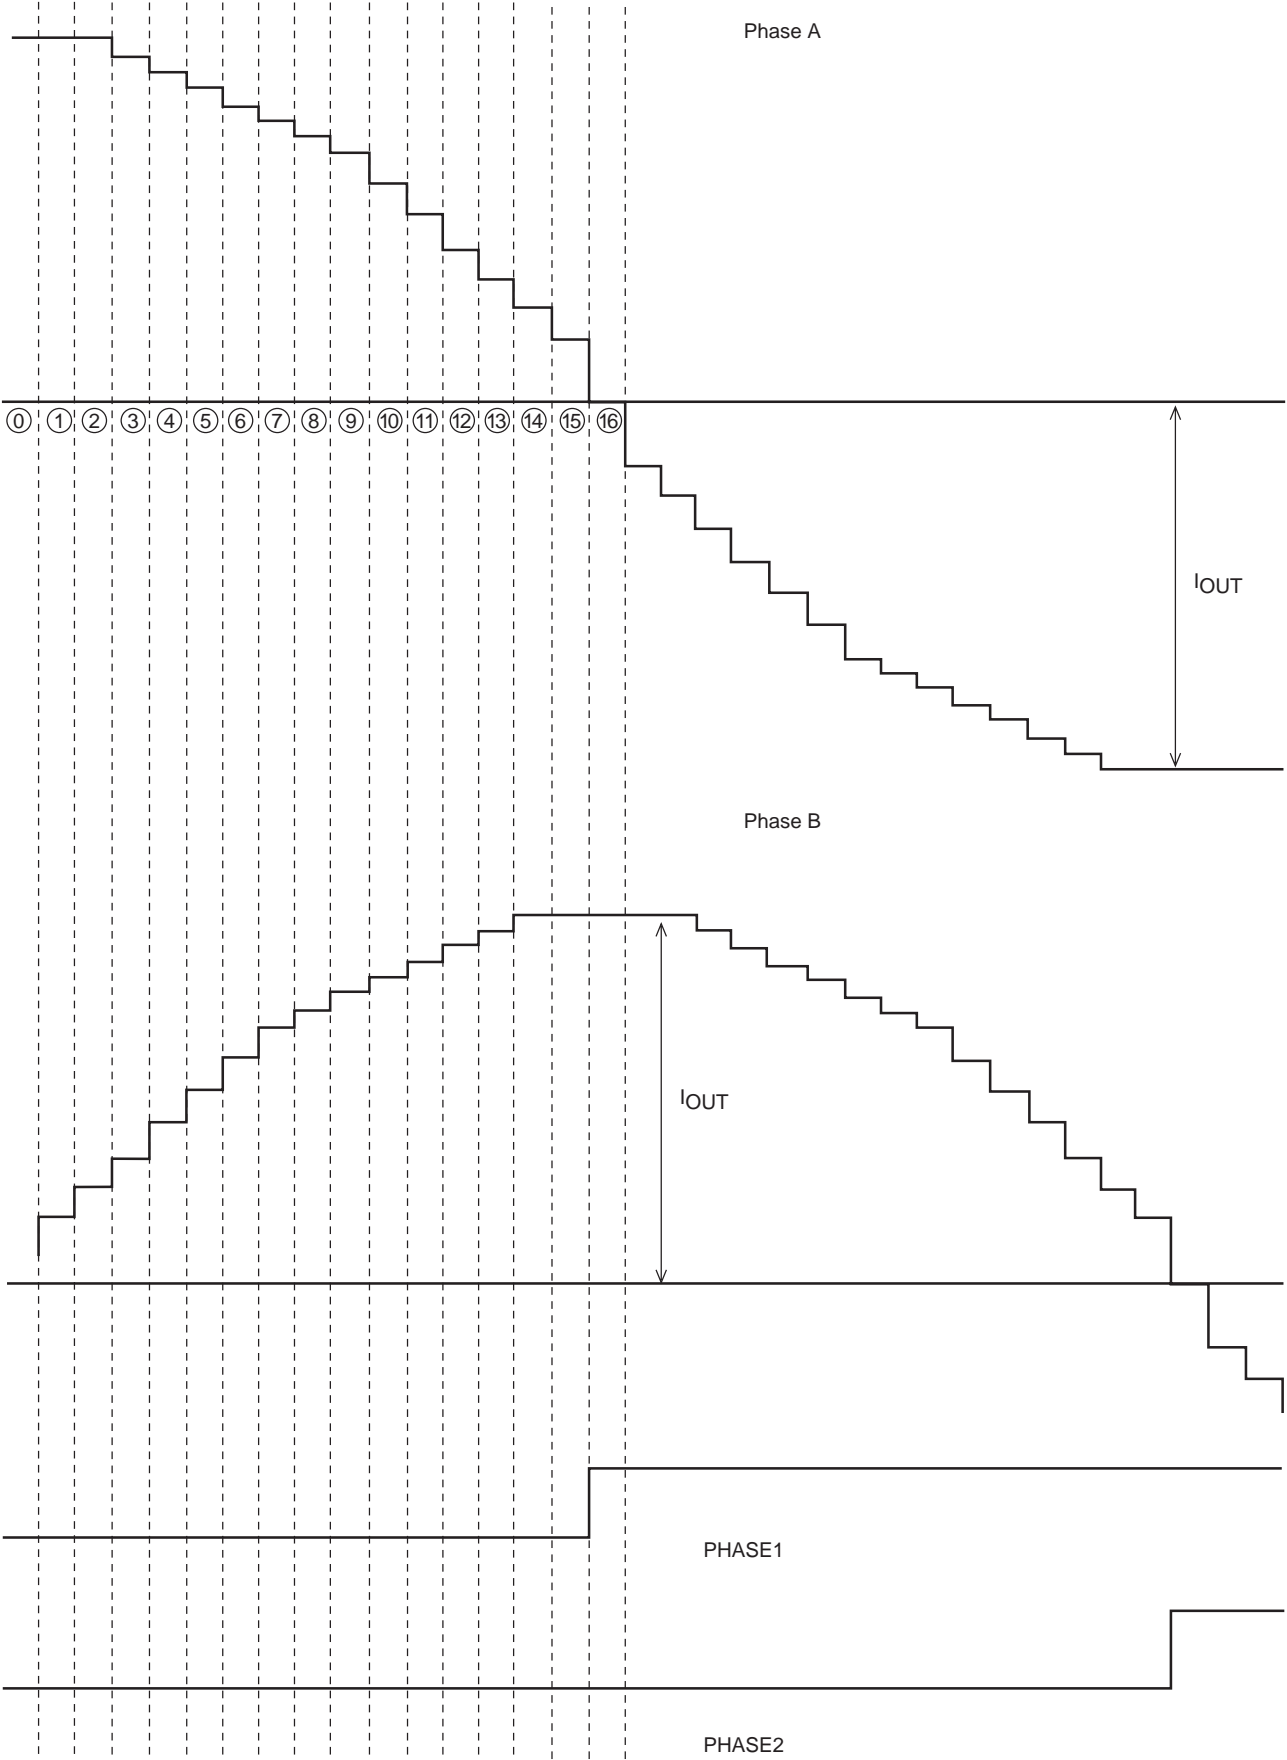 Phase A
⓪ ① ② ③ ④ ⑤ ⑥ ⑦ ⑧ ⑨ ⑩ ⑪ ⑫ ⑬ ⑭ ⑮ ⑯
IOUT
Phase B
IOUT
PHASE1
PHASE2